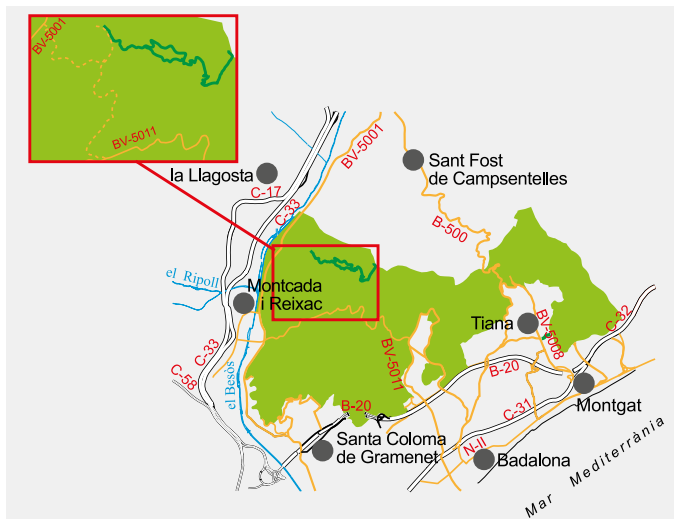 BV-5001
BV-5011
BV-5001
la Llagosta
Sant Fost
de Campsentelles
C-17
C-33
B-500
el Ripoll
Montcada
i Reixac
Tiana
BV-5008
C-32
C-33
BV-5011
B-20
C-58
el Besòs
B-20
C-31
Montgat
Santa Coloma
de Gramenet
N-II
Badalona
Mar Mediterrània